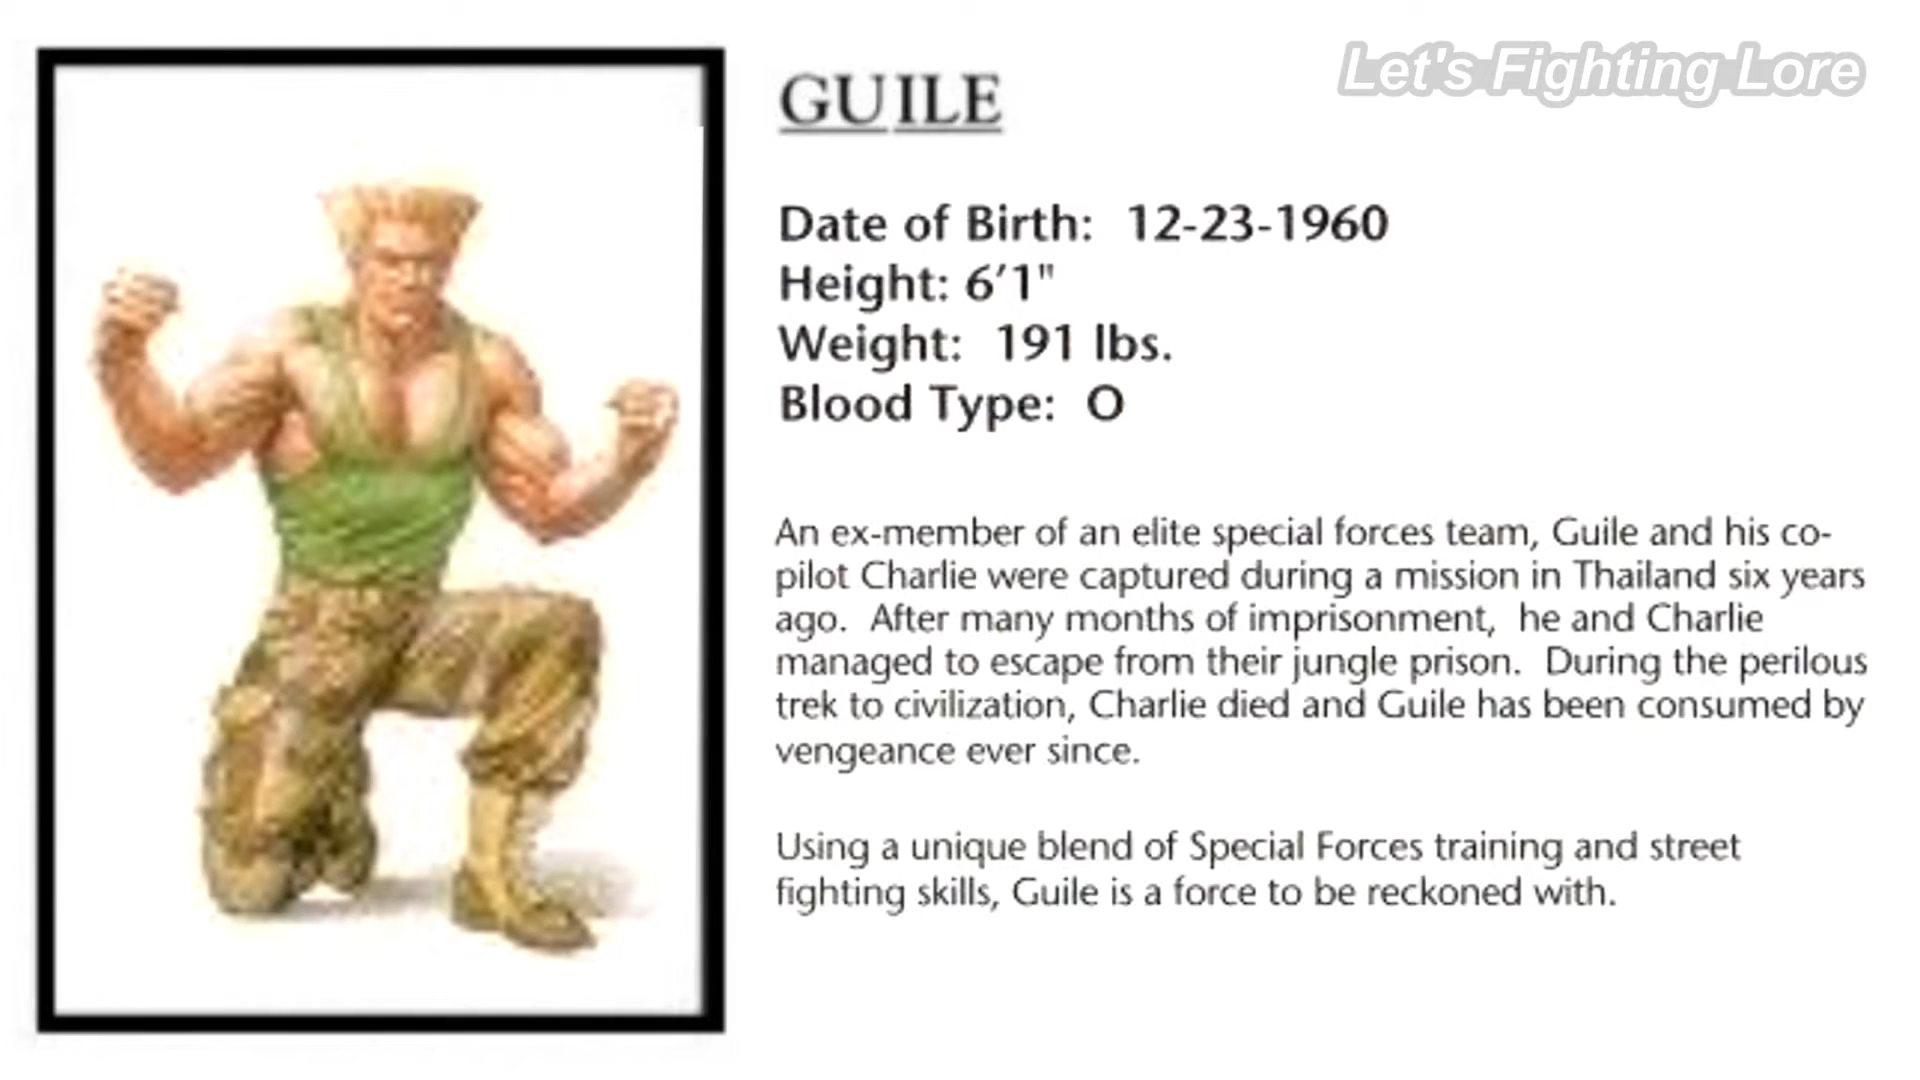 Let's Fighting Lore
GUILE
Date of Birth: 12-23-1960
Height: 6'1"
Weight: 191 lbs.
Blood Type: O
An ex-member of an elite special forces team, Guile and his co-
pilot Charlie were captured during a mission in Thailand six years
ago. After many months of imprisonment, he and Charlie
managed to escape from their jungle prison. During the perilous
trek to civilization, Charlie died and Guile has been consumed by
vengeance ever since.
Using a unique blend of Special Forces training and street
fighting skills, Guile is a force to be reckoned with.